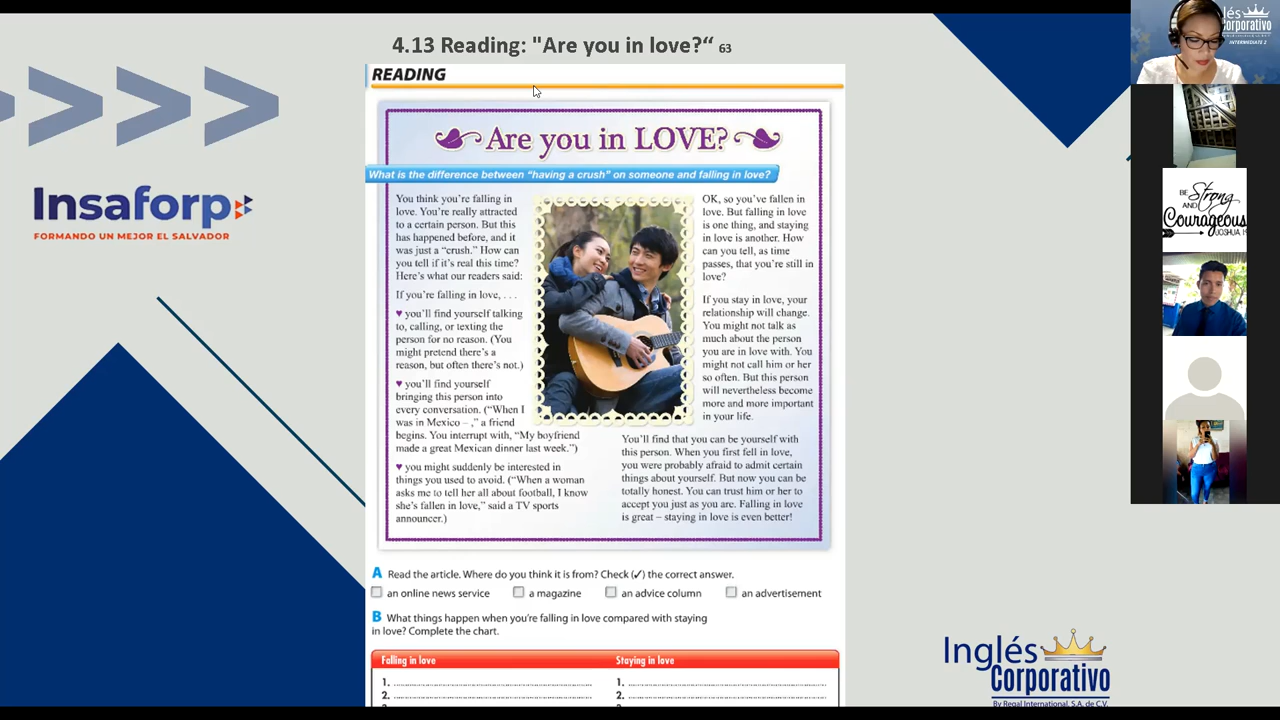 4.13 Reading: "Are you in love?“ 63
READING
Are you in LOVE?
What is the difference between “having a crush” on someone and falling in love?
You think you’re falling in
love. You’re really attracted
to a certain person. But this
has happened before, and it
was just a “crush.” How can
you tell if it’s real this time?
Here’s what our readers said:
If you’re falling in love, . . .
♥ you’ll find yourself talking
to, calling, or texting the
person for no reason. (You
might pretend there’s a
reason, but often there’s not.)
♥ you’ll find yourself
bringing this person into
every conversation. (“When I
was in Mexico – ,” a friend
begins. You interrupt with, “My boyfriend
made a great Mexican dinner last week.”)
♥ you might suddenly be interested in
things you used to avoid. (“When a woman
asks me to tell her all about football, I know
she’s fallen in love,” said a TV sports
announcer.)
OK, so you’ve fallen in
love. But falling in love
is one thing, and staying
in love is another. How
can you tell, as time
passes, that you’re still in
love?
If you stay in love, your
relationship will change.
You might not talk as
much about the person
you are in love with. You
might not call him or her
so often. But this person
will nevertheless become
more and more important
in your life.
You’ll find that you can be yourself with
this person. When you first fell in love,
you were probably afraid to admit certain
things about yourself. But now you can be
totally honest. You can trust him or her to
accept you just as you are. Falling in love
is great – staying in love is even better!
A Read the article. Where do you think it is from? Check (✓) the correct answer.
an online news service a magazine an advice column an advertisement
B What things happen when you’re falling in love compared with staying
in love? Complete the chart.
Falling in love Staying in love
1. 1.
2. 2.
Insaforp
FORMANDO UN MEJOR EL SALVADOR
Inglés
Corporativo
By Regal International, S.A. de C.V.
INTERMEDIATE 2
BE
Strong
AND
Courageous